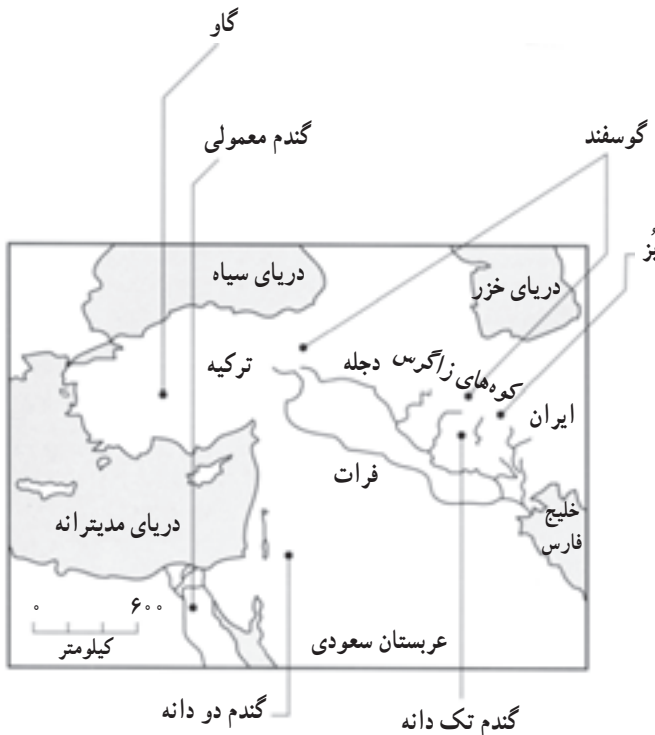 گاو
گندم معمولی
گوسفند
بُز
دریای سیاه
دریای خزر
ترکیه
دجله
کوه‌های زاگرس
ایران
فرات
خلیج
فارس
دریای مدیترانه
۰ ۶۰۰
کیلومتر
عربستان سعودی
گندم دو دانه
گندم تک دانه